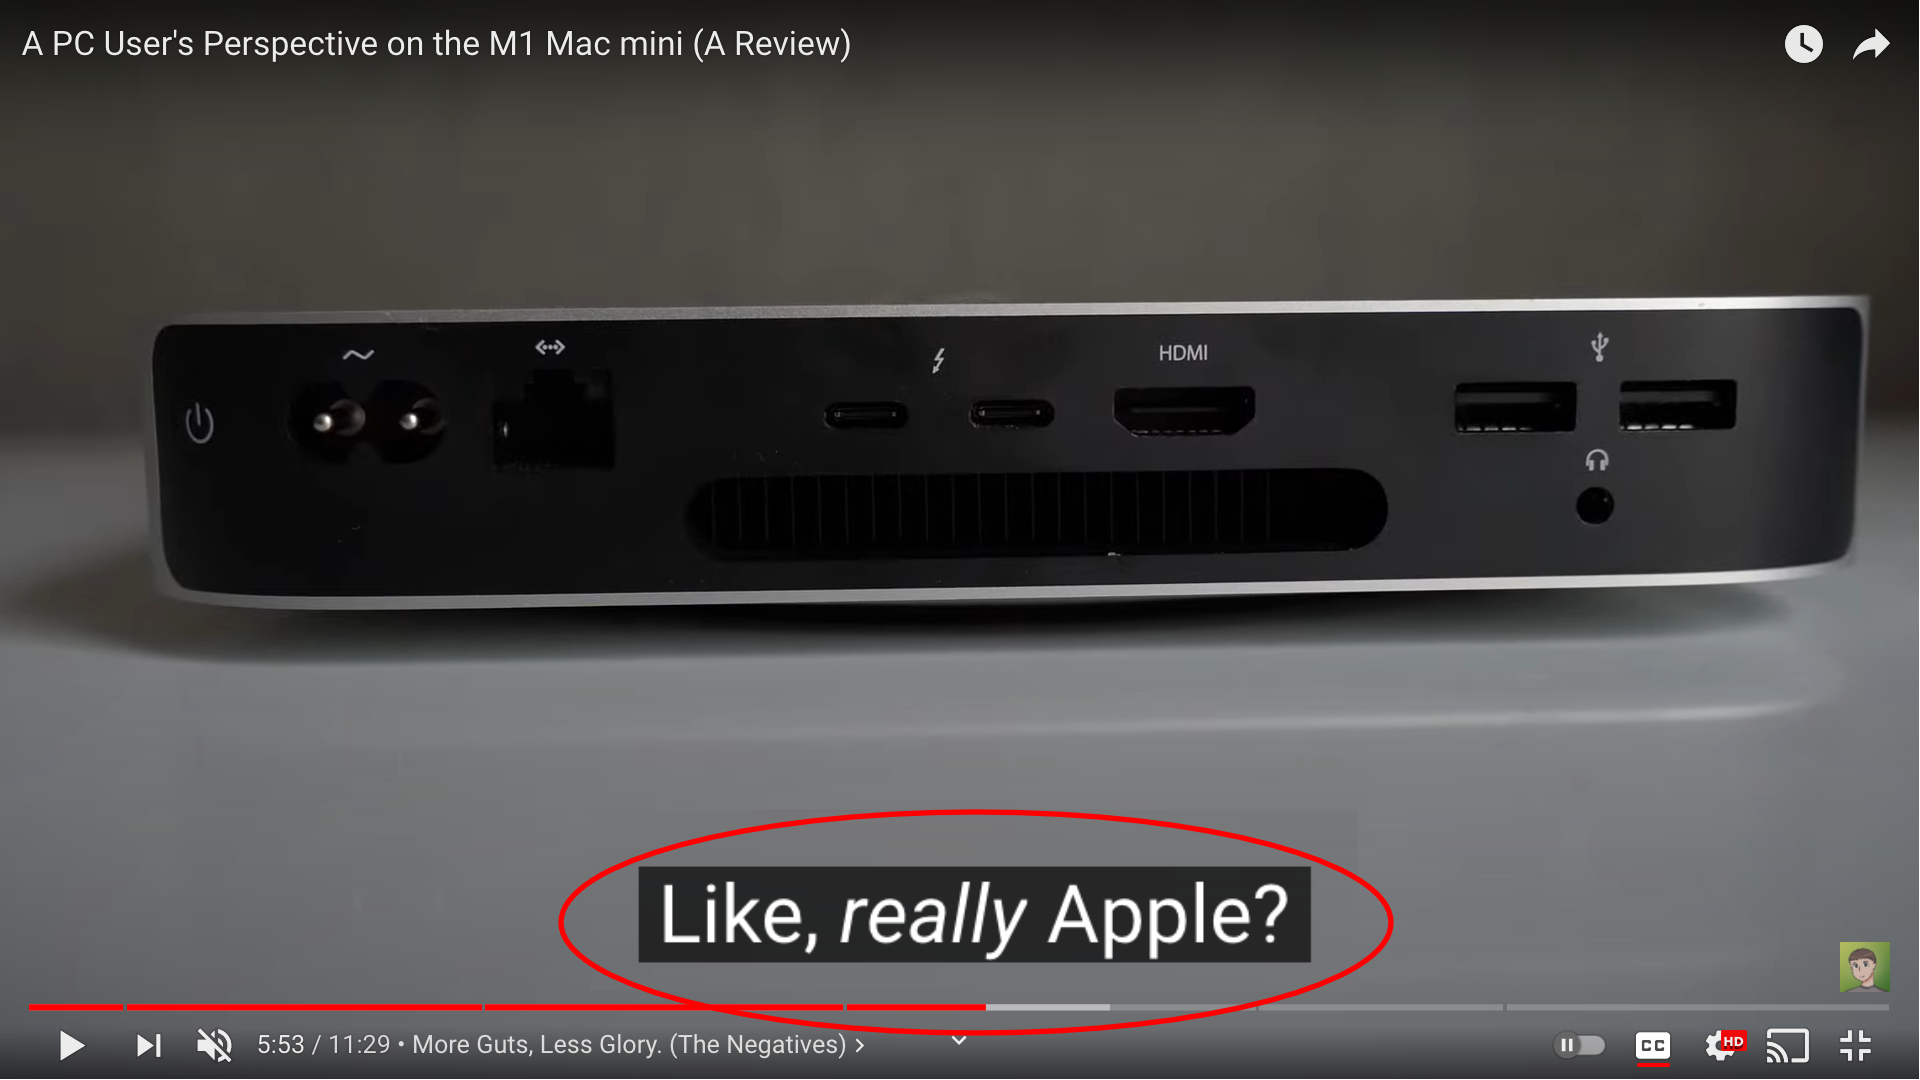 A PC User's Perspective on the M1 Mac mini (A Review)
HDMI
Like, really Apple?
5:53 / 11:29 • More Guts, Less Glory. (The Negatives) >
CC
HD